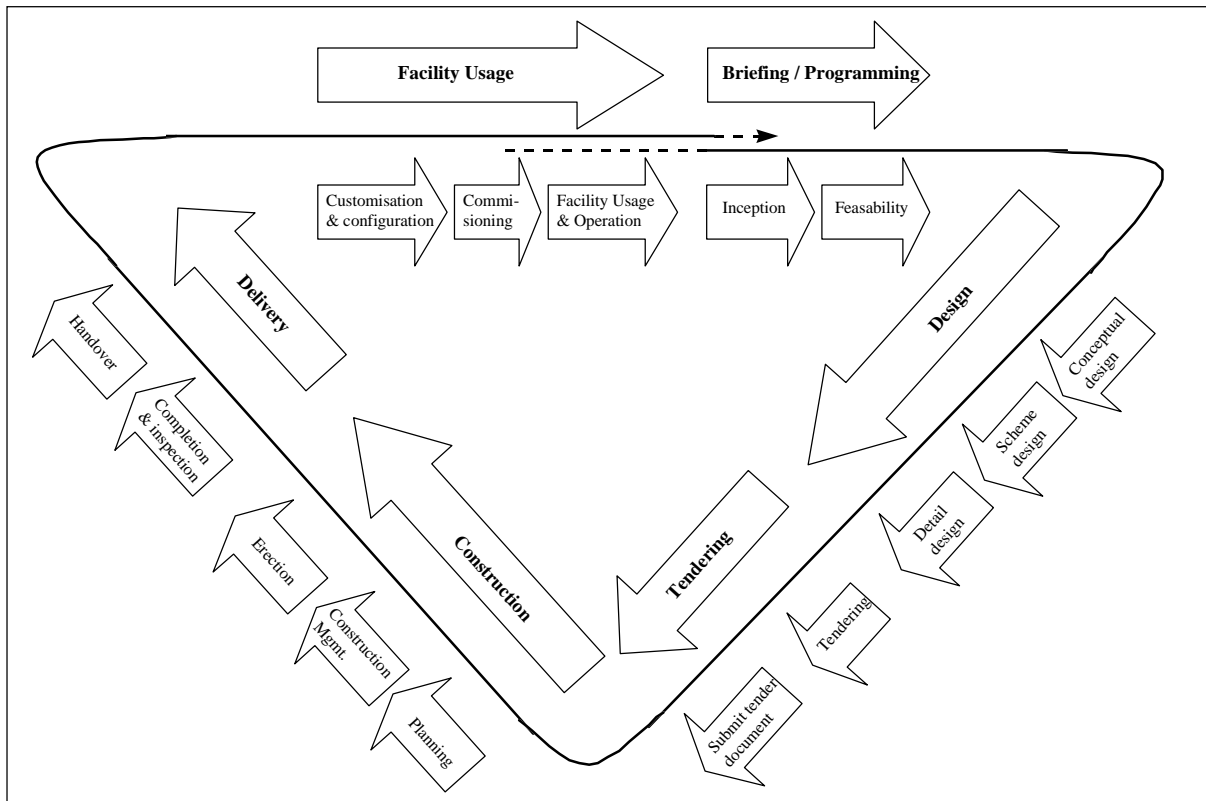 Facility Usage
Briefing / Programming
Customisation
& configuration
Commi-
sioning
Facility Usage
& Operation
Inception
Feasability
Design
Conceptual
design
Scheme
design
Detail
design
Tendering
Tendering
Submit tender
document
Construction
Planning
Construction
Mgmt.
Erection
Delivery
Completion
& inspection
Handover